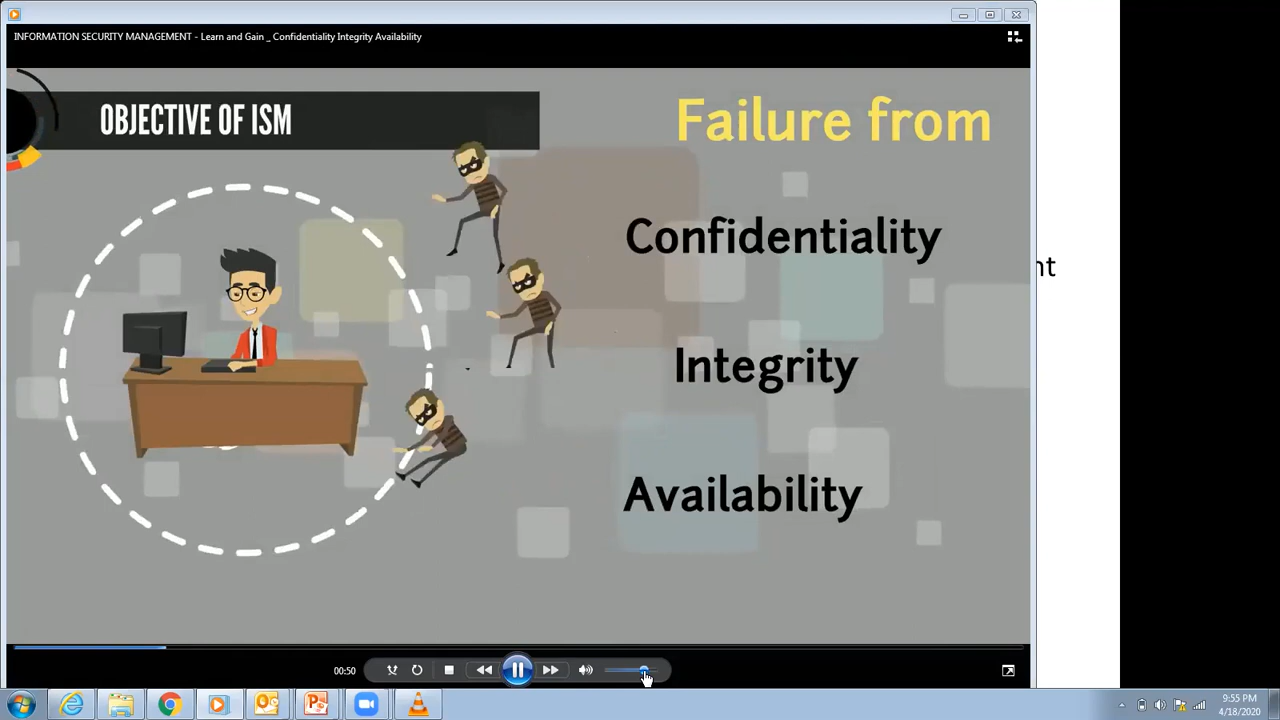 INFORMATION SECURITY MANAGEMENT - Learn and Gain _ Confidentiality Integrity Availability
OBJECTIVE OF ISM
Failure from
Confidentiality
nt
Integrity
Availability
00:50
9:55 PM
4/18/2020